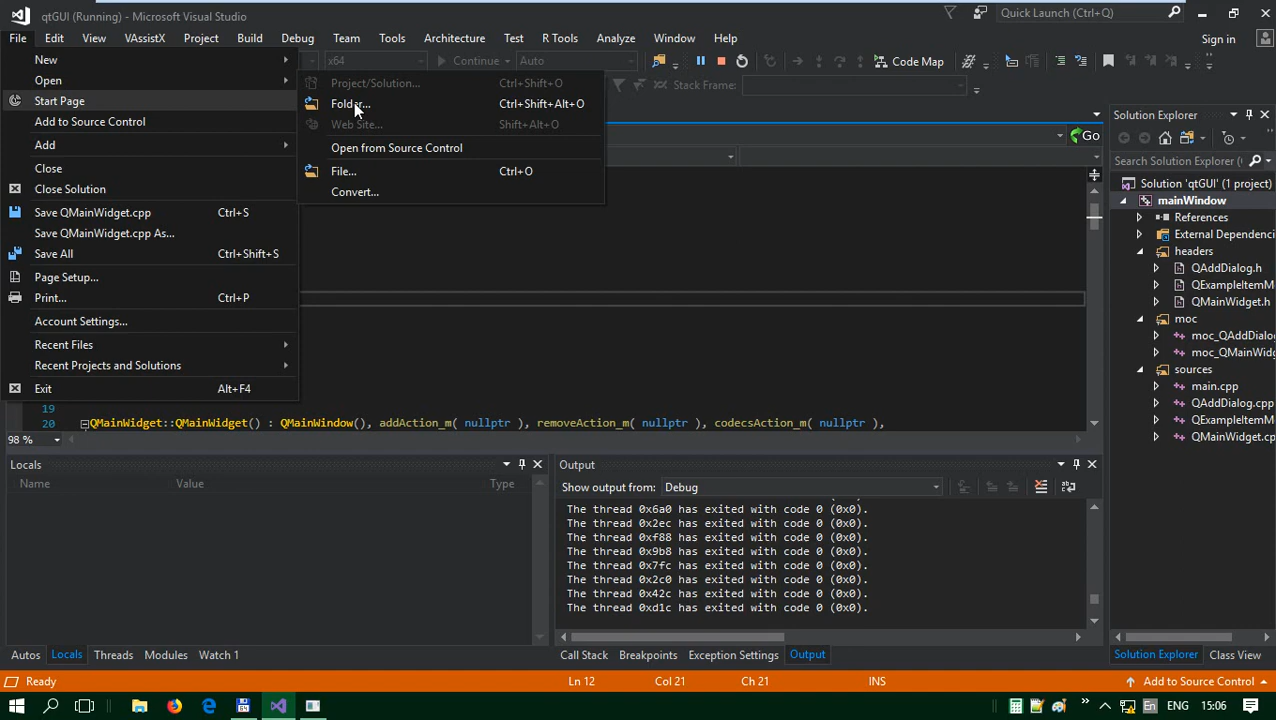 qtGUI (Running) - Microsoft Visual Studio
Quick Launch (Ctrl+Q)
File Edit View VAssistX Project Build Debug Team Tools Architecture Test R Tools Analyze Window Help
Sign in
New
x64 Continue Auto Code Map
Open
Project/Solution... Ctrl+Shift+O
Stack Frame:
Start Page
Folder... Ctrl+Shift+Alt+O
Add to Source Control
Web Site... Shift+Alt+O
Add
Open from Source Control
Close
File... Ctrl+O
Close Solution
Convert...
Save QMainWidget.cpp Ctrl+S
Save QMainWidget.cpp As...
Save All Ctrl+Shift+S
Page Setup...
Print... Ctrl+P
Account Settings...
Recent Files
Recent Projects and Solutions
Exit Alt+F4
Go
Solution Explorer
Search Solution Explorer
Solution 'qtGUI' (1 project)
mainWindow
References
External Dependenci
headers
QAddDialog.h
QExampleItemM
QMainWidget.h
moc
moc_QAddDialo
moc_QMainWidg
sources
main.cpp
QAddDialog.cpp
QExampleItemM
QMainWidget.cp
19
20 QMainWidget::QMainWidget() : QMainWindow(), addAction_m( nullptr ), removeAction_m( nullptr ), codecsAction_m( nullptr ),
98 %
Locals
Name Value Type
Output
Show output from: Debug
The thread 0x6a0 has exited with code 0 (0x0).
The thread 0x2ec has exited with code 0 (0x0).
The thread 0xf88 has exited with code 0 (0x0).
The thread 0x9b8 has exited with code 0 (0x0).
The thread 0x7fc has exited with code 0 (0x0).
The thread 0x2c0 has exited with code 0 (0x0).
The thread 0x42c has exited with code 0 (0x0).
The thread 0xd1c has exited with code 0 (0x0).
Autos Locals Threads Modules Watch 1
Call Stack Breakpoints Exception Settings Output
Solution Explorer Class View
Ready Ln 12 Col 21 Ch 21 INS Add to Source Control
64 En ENG 15:06